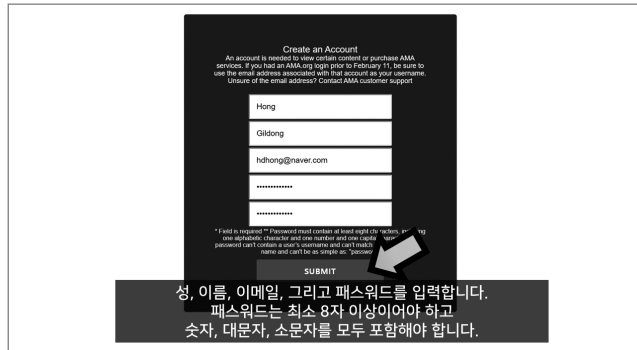 Create an Account
An account is needed to view certain content or purchase AMA
services. If you had an AMA.org login prior to February 11, be sure to
use the email address associated with that account as your username.
Unsure of the email address? Contact AMA customer support
Hong
Gildong
hdhong@naver.com
•••••••••••••
•••••••••••••
* Field is required ** Password must contain at least eight characters,
one alphabetic character and one number and one capital
password can't contain a user's username and can't match
name and can't be as simple as: "passwo
SUBMIT
성, 이름, 이메일, 그리고 패스워드를 입력합니다.
패스워드는 최소 8자 이상이어야 하고
숫자, 대문자, 소문자를 모두 포함해야 합니다.